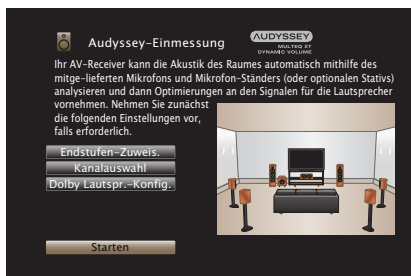 Audyssey-Einmessung
AUDYSSEY
MULTEQ XT
DYNAMIC VOLUME
Ihr AV-Receiver kann die Akustik des Raumes automatisch mithilfe des
mitge-lieferten Mikrofons und Mikrofon-Ständers (oder optionalen Stativs)
analysieren und dann Optimierungen an den Signalen für die Lautsprecher
vornehmen. Nehmen Sie zunächst
die folgenden Einstellungen vor,
falls erforderlich.
Endstufen-Zuweis.
Kanalauswahl
Dolby Lautspr.-Konfig.
Starten